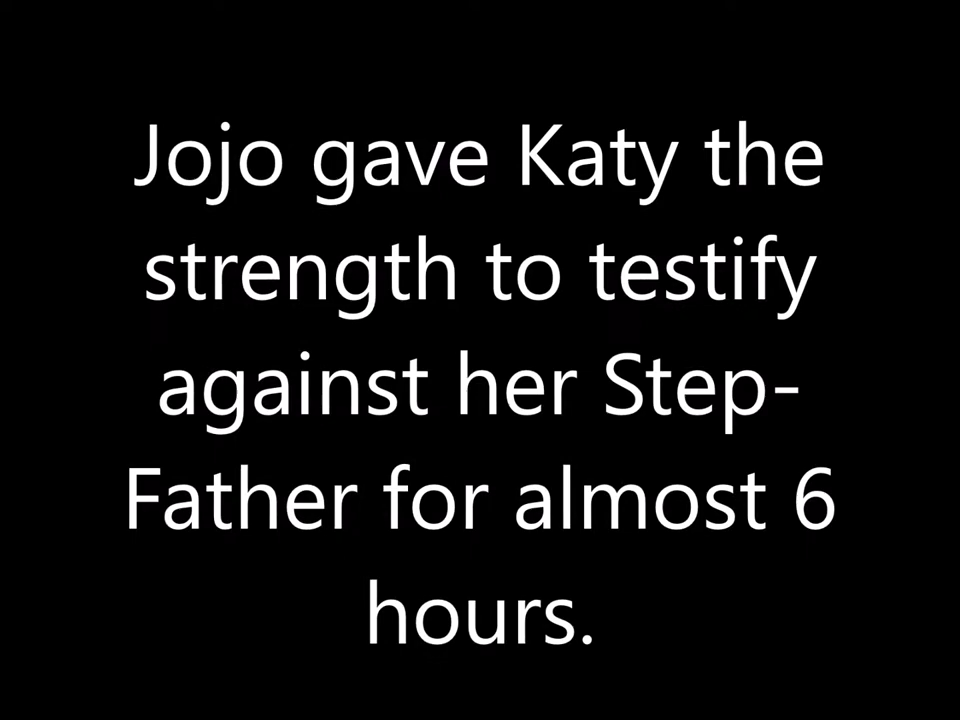 Jojo gave Katy the
strength to testify
against her Step-
Father for almost 6
hours.